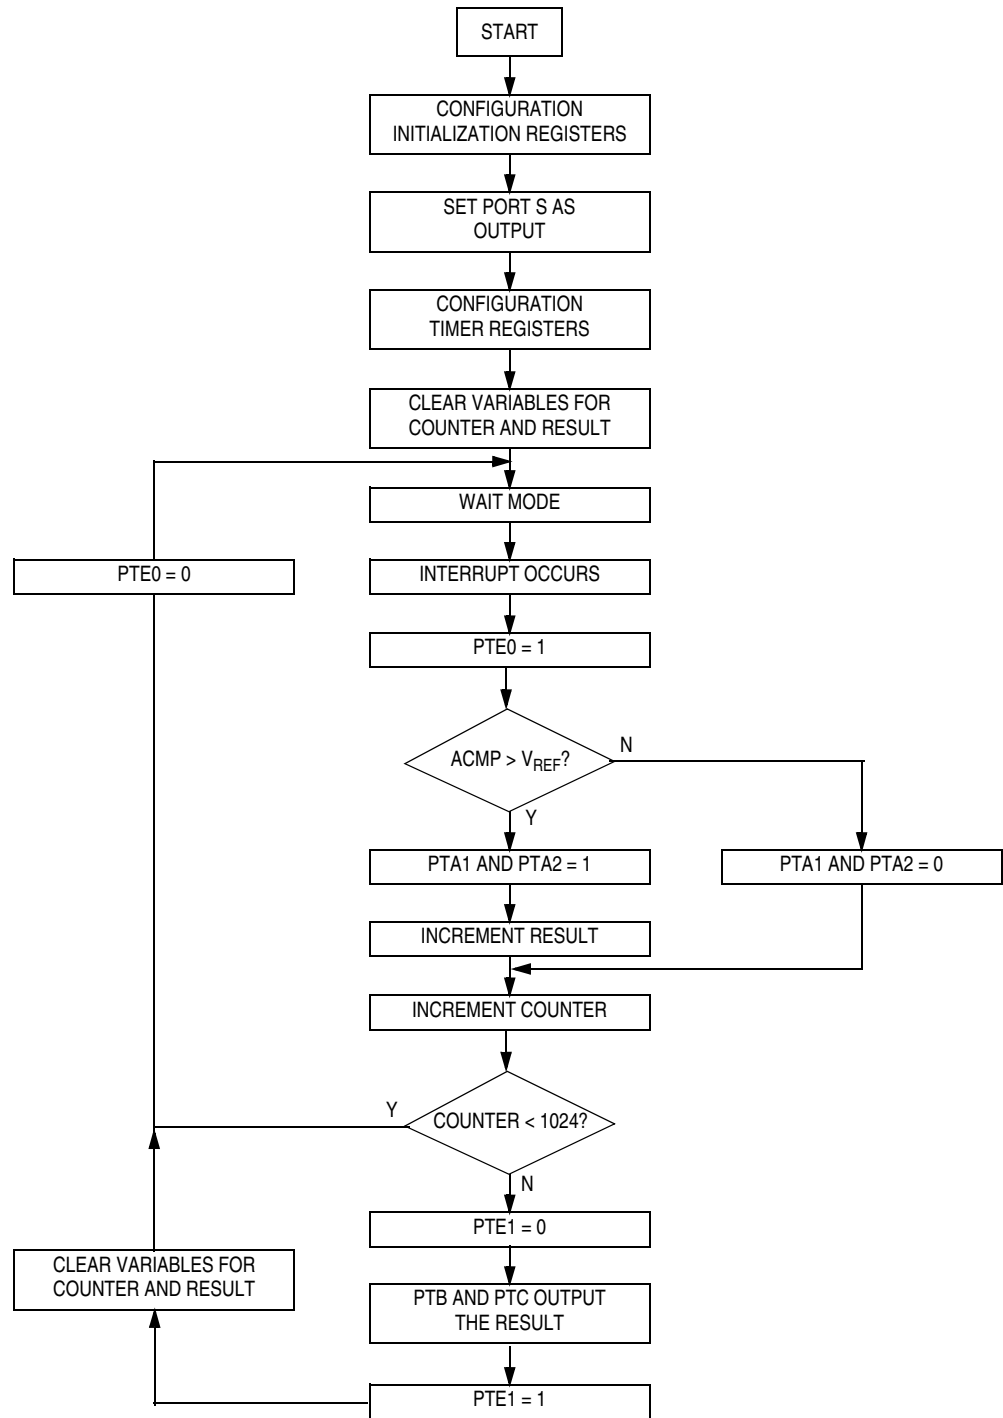 START
CONFIGURATION
INITIALIZATION REGISTERS
SET PORT S AS
OUTPUT
CONFIGURATION
TIMER REGISTERS
CLEAR VARIABLES FOR
COUNTER AND RESULT
WAIT MODE
PTE0 = 0
INTERRUPT OCCURS
PTE0 = 1
ACMP > VREF?
N
Y
PTA1 AND PTA2 = 1
PTA1 AND PTA2 = 0
INCREMENT RESULT
INCREMENT COUNTER
Y
COUNTER < 1024?
N
PTE1 = 0
CLEAR VARIABLES FOR
COUNTER AND RESULT
PTB AND PTC OUTPUT
THE RESULT
PTE1 = 1